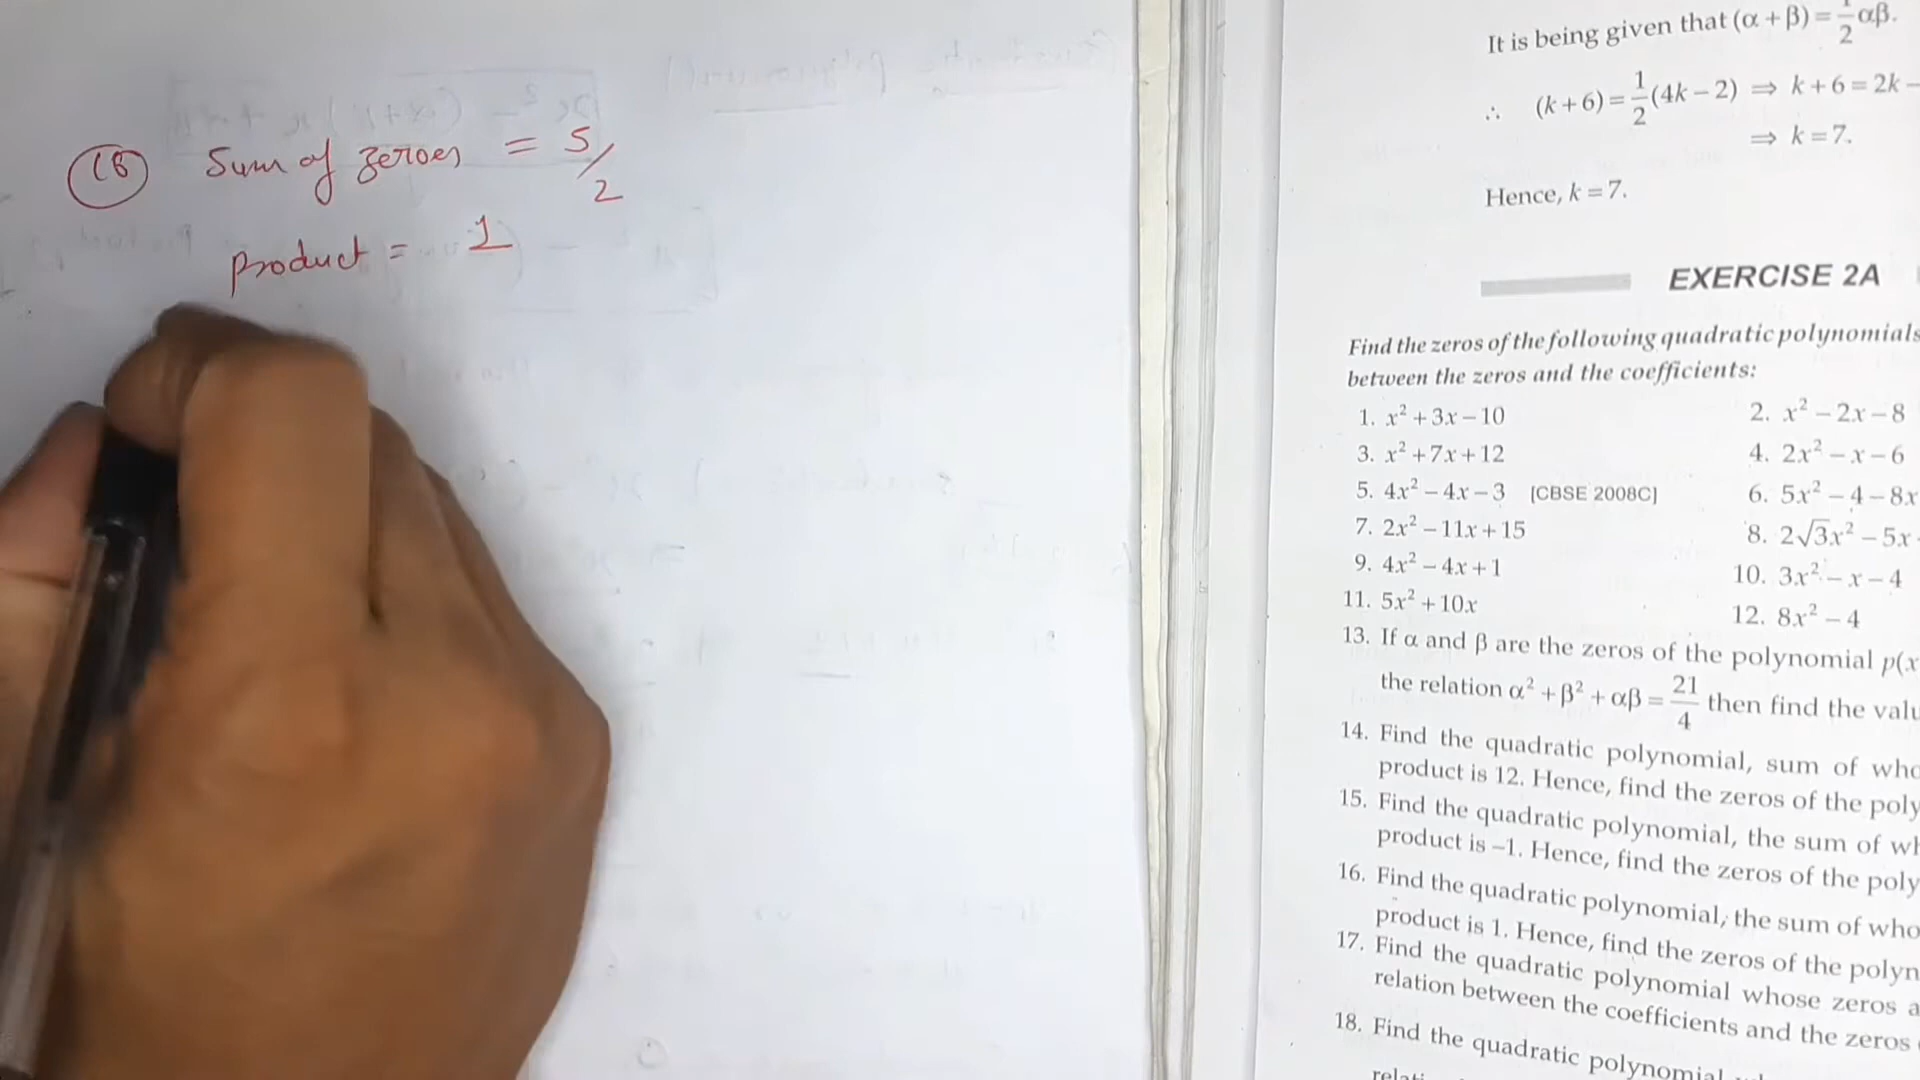 (16) Sum of zeroes = 5/2
product = 1
It is being given that (α + β) = 1/2 αβ.
∴ (k + 6) = 1/2 (4k − 2) ⇒ k + 6 = 2k −
⇒ k = 7.
Hence, k = 7.
EXERCISE 2A
Find the zeros of the following quadratic polynomials
between the zeros and the coefficients:
1. x² + 3x − 10 2. x² − 2x − 8
3. x² + 7x + 12 4. 2x² − x − 6
5. 4x² − 4x − 3 [CBSE 2008C] 6. 5x² − 4 − 8x
7. 2x² − 11x + 15 8. 2√3x² − 5x
9. 4x² − 4x + 1 10. 3x² − x − 4
11. 5x² + 10x 12. 8x² − 4
13. If α and β are the zeros of the polynomial p(x
the relation α² + β² + αβ = 21/4 then find the valu
14. Find the quadratic polynomial, sum of who
product is 12. Hence, find the zeros of the poly
15. Find the quadratic polynomial, the sum of wh
product is −1. Hence, find the zeros of the poly
16. Find the quadratic polynomial, the sum of who
product is 1. Hence, find the zeros of the polyn
17. Find the quadratic polynomial whose zeros a
relation between the coefficients and the zeros
18. Find the quadratic polynomial